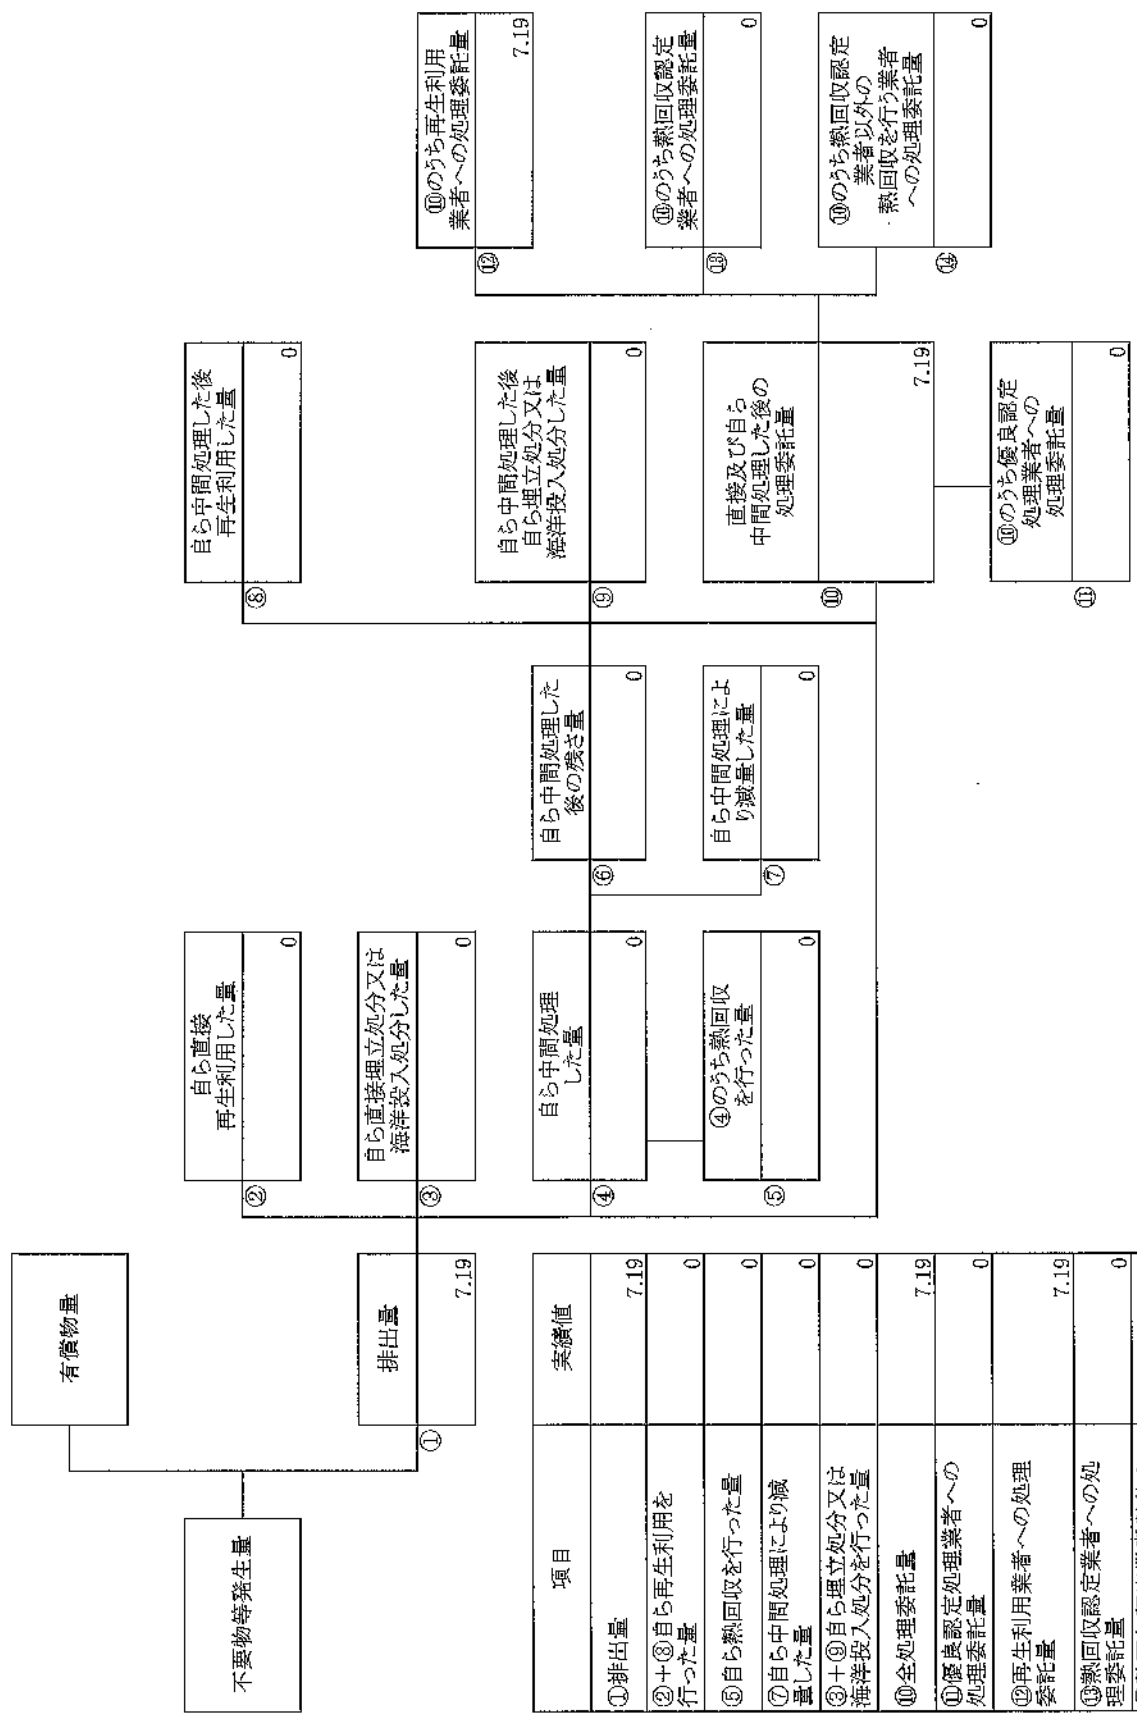 不要物等発生量
有償物量
排出量
①
7.19
自ら直接
再生利用した量
②
0
自ら直接埋立処分又は
海洋投入処分した量
③
0
自ら中間処理
した量
④
0
④のうち熱回収
を行った量
⑤
0
自ら中間処理した
後の残さ量
⑥
0
自ら中間処理によ
り減量した量
⑦
0
自ら中間処理した後
再生利用した量
⑧
0
自ら中間処理した後
自ら埋立処分又は
海洋投入処分した量
⑨
0
直接及び自ら
中間処理した後の
処理委託量
⑩
7.19
⑩のうち優良認定
処理業者への
処理委託量
⑪
0
⑩のうち再生利用
業者への処理委託量
⑫
7.19
⑩のうち熱回収認定
業者への処理委託量
⑬
0
⑩のうち熱回収認定
業者以外の
熱回収を行う業者
への処理委託量
⑭
0
項目 実績値
①排出量 7.19
②+⑧自ら再生利用を
行った量 0
⑤自ら熱回収を行った量 0
⑦自ら中間処理により減
量した量 0
③+⑨自ら埋立処分又は
海洋投入処分を行った量 0
⑩全処理委託量 7.19
⑪優良認定処理業者への
処理委託量 0
⑫再生利用業者への処理
委託量 7.19
⑬熱回収認定業者への処
理委託量 0